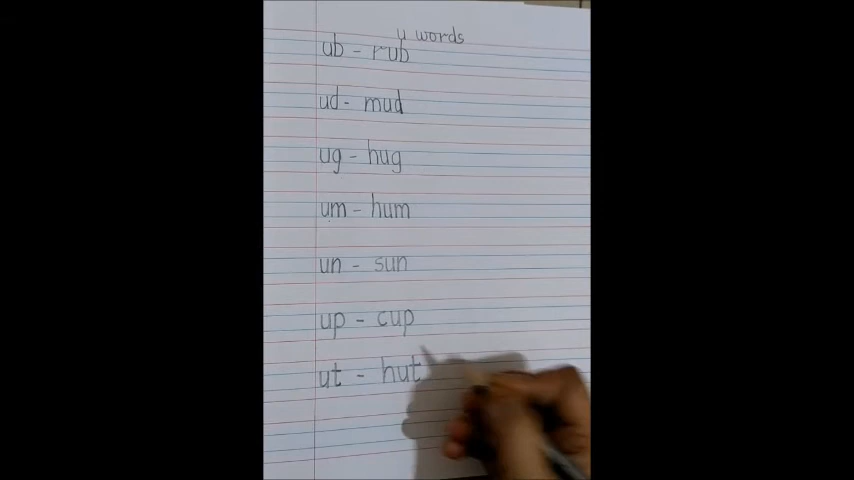 u words
ub - rub
ud - mud
ug - hug
um - hum
un - sun
up - cup
ut - hut